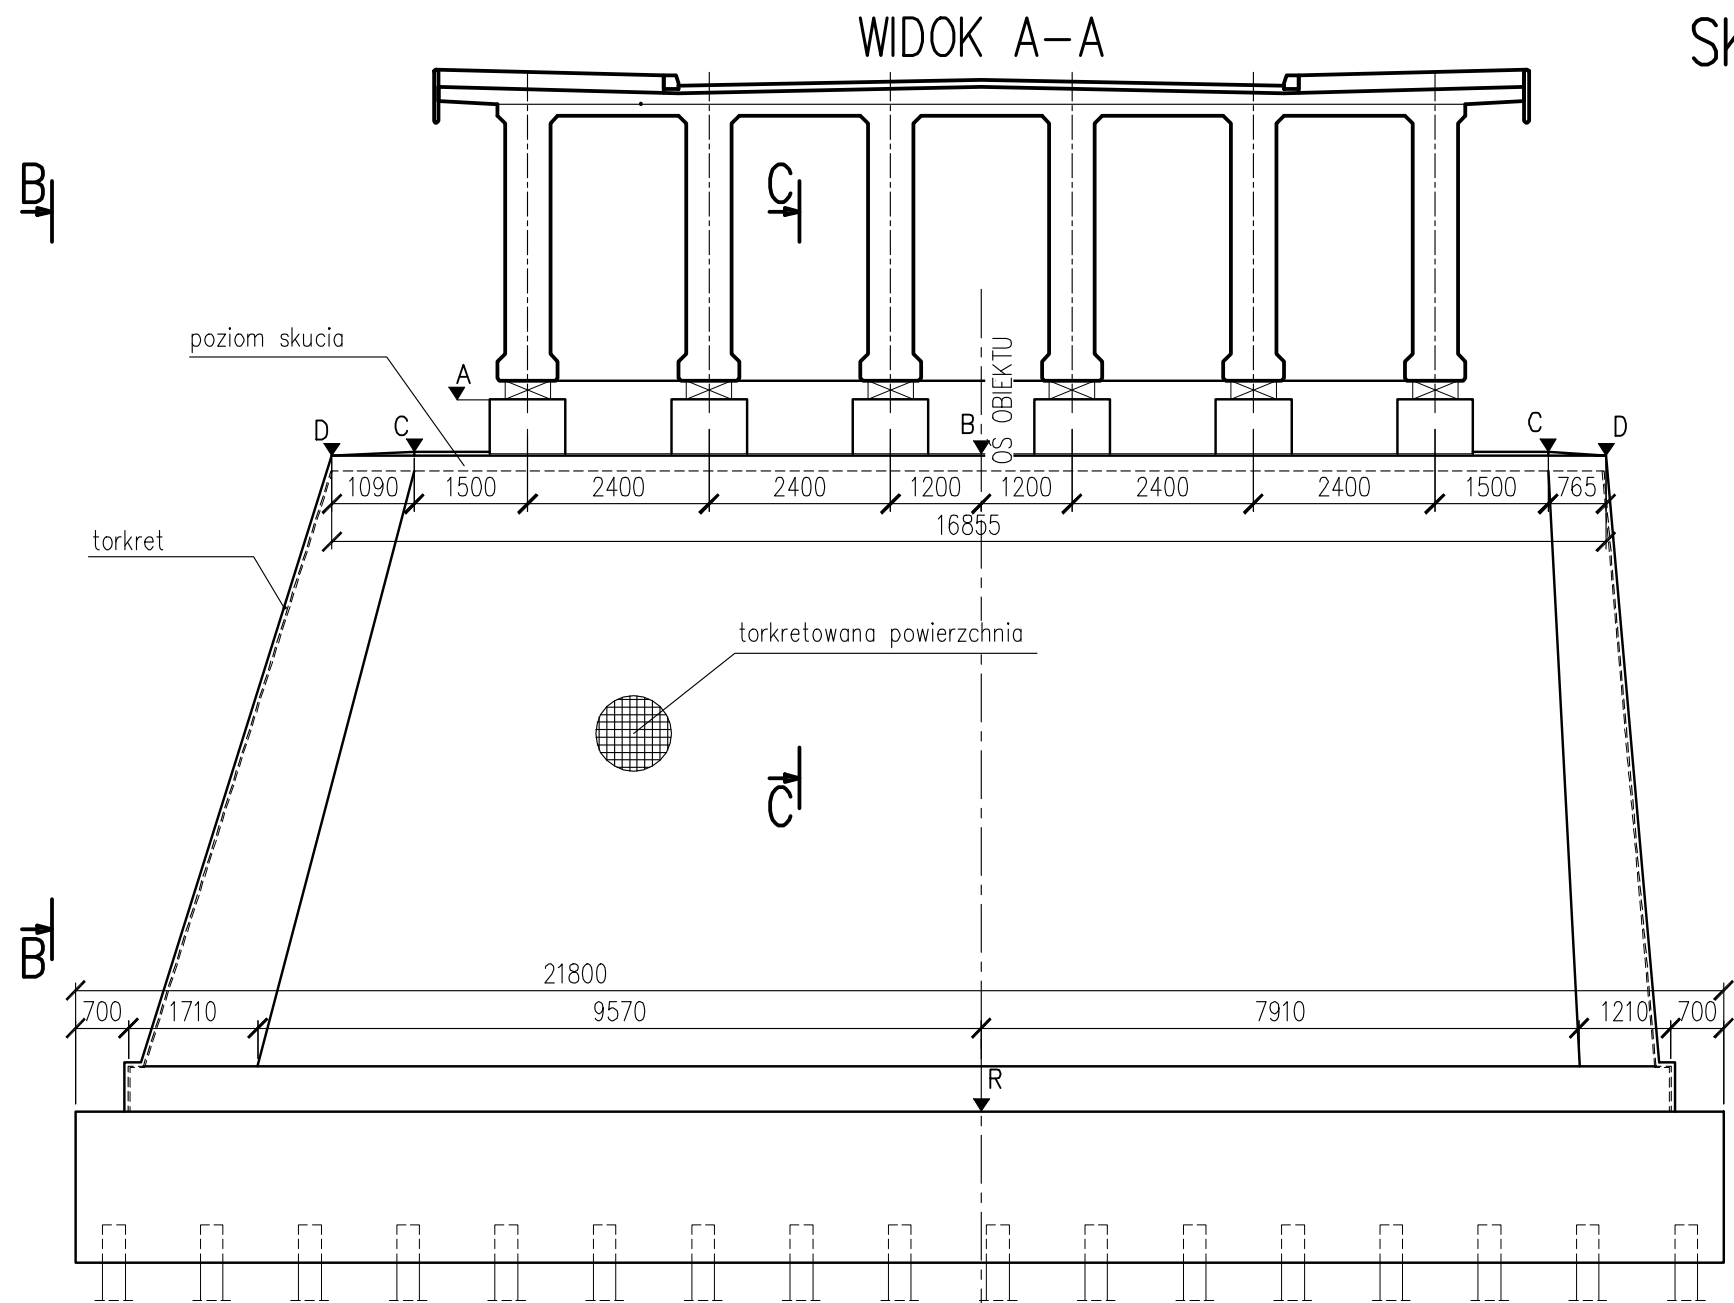 WIDOK A-A
SK
B
C
poziom skucia
OŚ OBIEKTU
A
D
C
B
C
D
1090
1500
2400
2400
1200
1200
2400
2400
1500
765
16855
torkret
torkretowana powierzchnia
C
B
21800
700
1710
9570
7910
1210
700
R